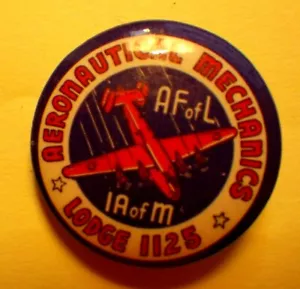 AERONAUTICAL MECHANICS
AF of L
IA of M
LODGE 1125